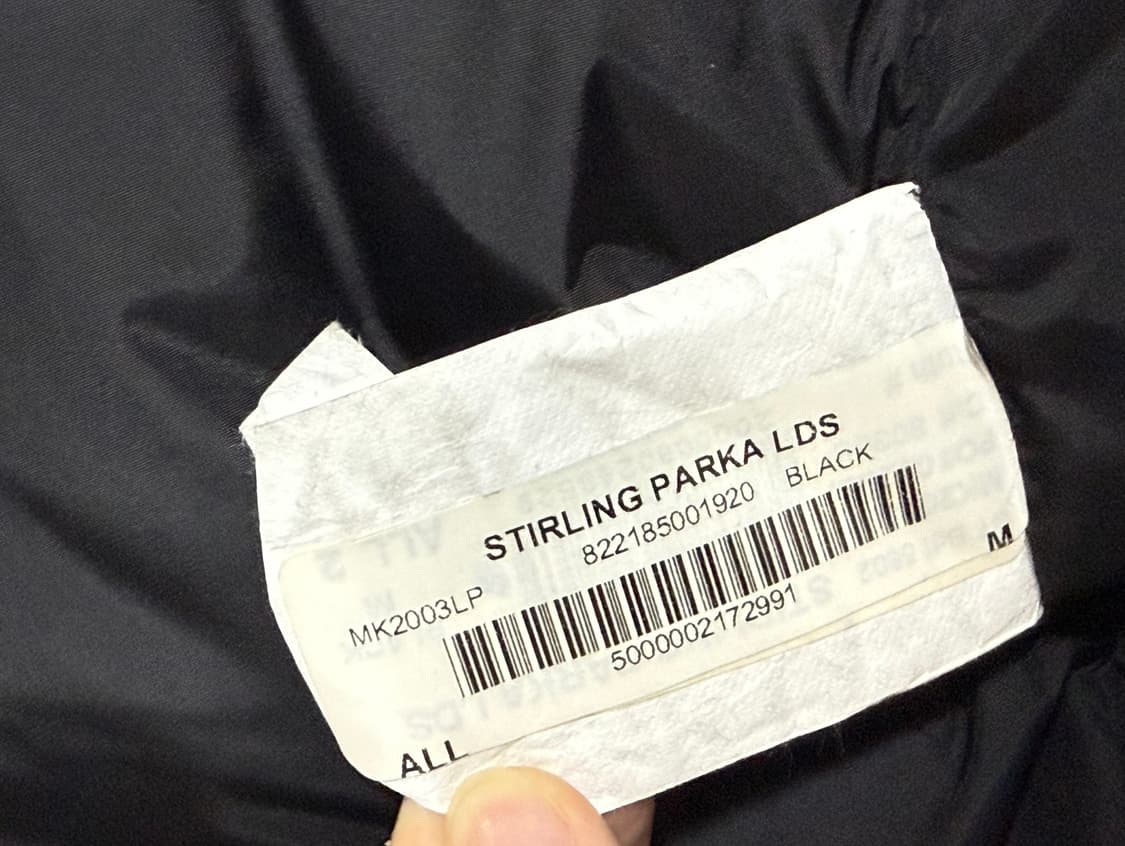 STIRLING PARKA LDS
822185001920 BLACK
MK2003LP
M
5000002172991
ALL